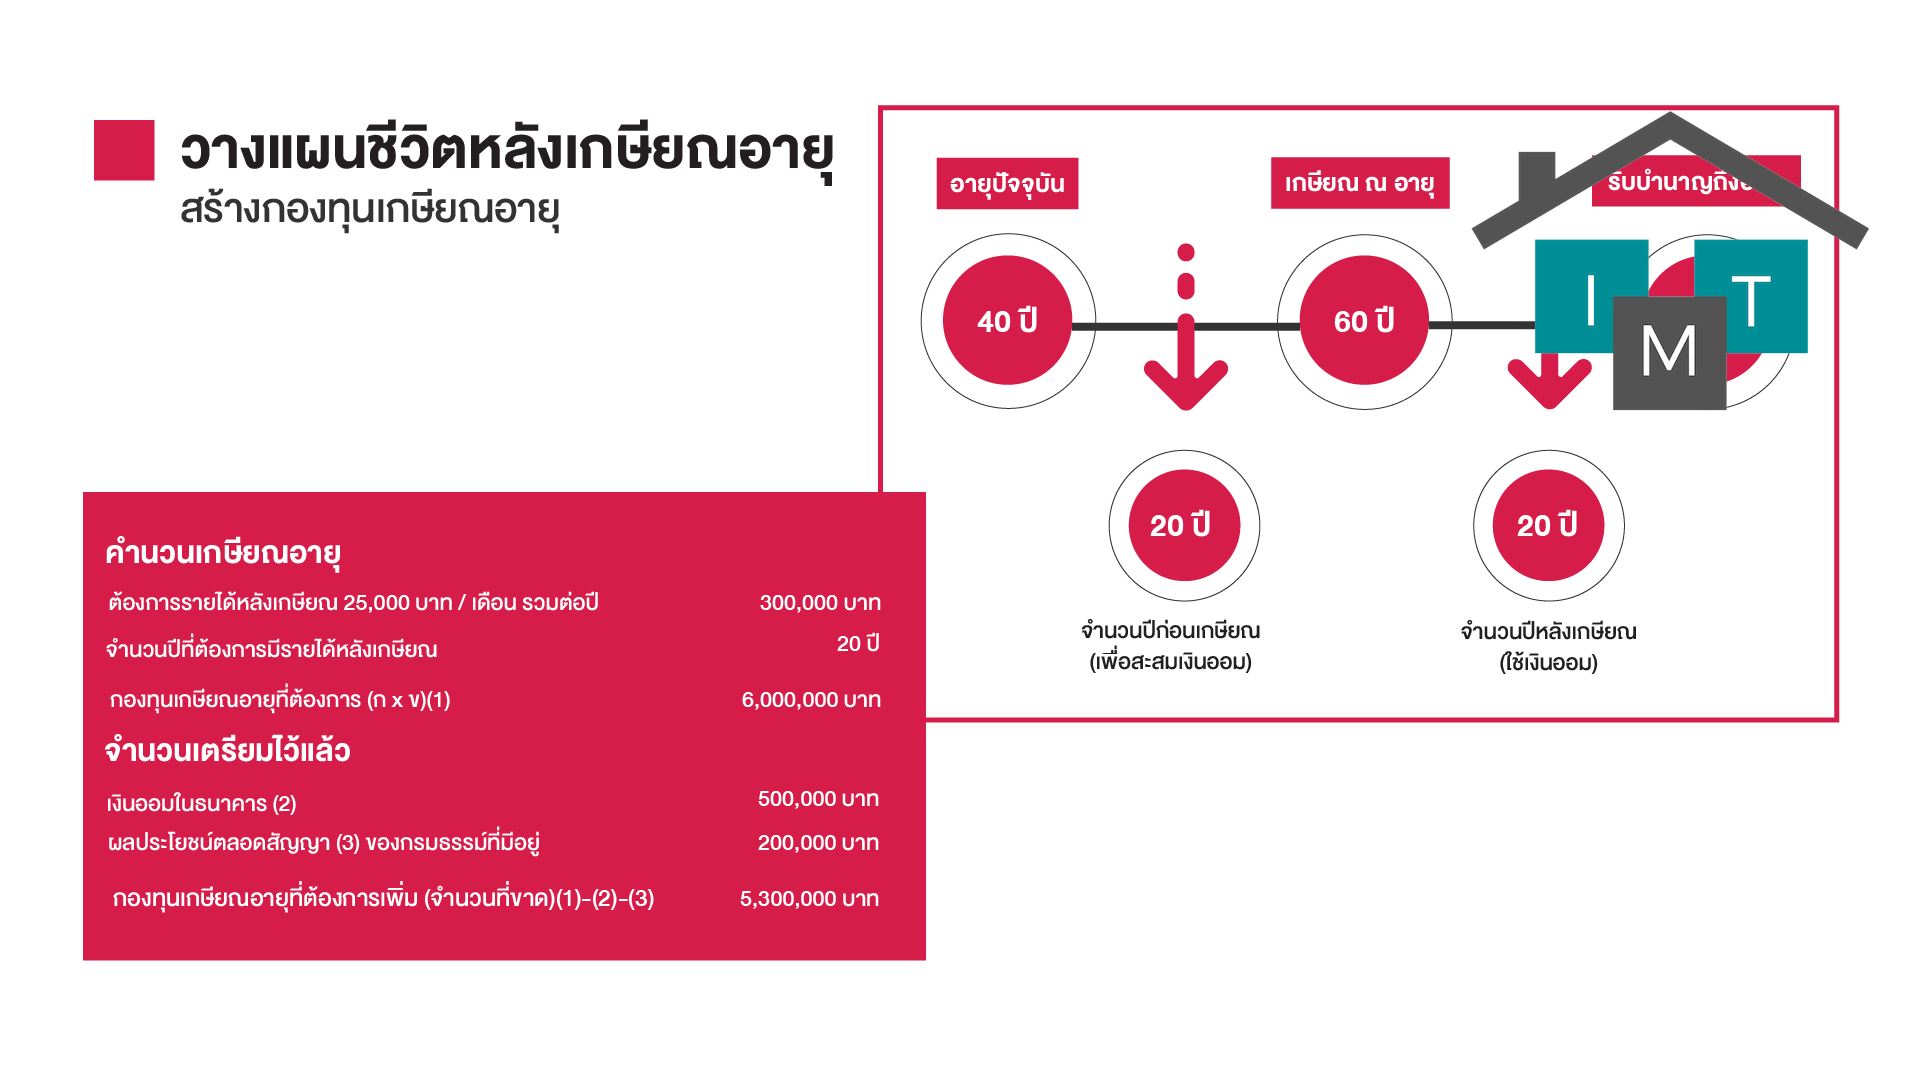 วางแผนชีวิตหลังเกษียณอายุ
สร้างกองทุนเกษียณอายุ
อายุปัจจุบัน
เกษียณ ณ อายุ
รับบำนาญถึง
40 ปี
60 ปี
I
M
T
20 ปี
20 ปี
จำนวนปีก่อนเกษียณ
(เพื่อสะสมเงินออม)
จำนวนปีหลังเกษียณ
(ใช้เงินออม)
คำนวนเกษียณอายุ
ต้องการรายได้หลังเกษียณ 25,000 บาท / เดือน รวมต่อปี 300,000 บาท
จำนวนปีที่ต้องการมีรายได้หลังเกษียณ 20 ปี
กองทุนเกษียณอายุที่ต้องการ (ก x ข)(1) 6,000,000 บาท
จำนวนเตรียมไว้แล้ว
เงินออมในธนาคาร (2) 500,000 บาท
ผลประโยชน์ตลอดสัญญา (3) ของกรมธรรม์ที่มีอยู่ 200,000 บาท
กองทุนเกษียณอายุที่ต้องการเพิ่ม (จำนวนที่ขาด)(1)-(2)-(3) 5,300,000 บาท